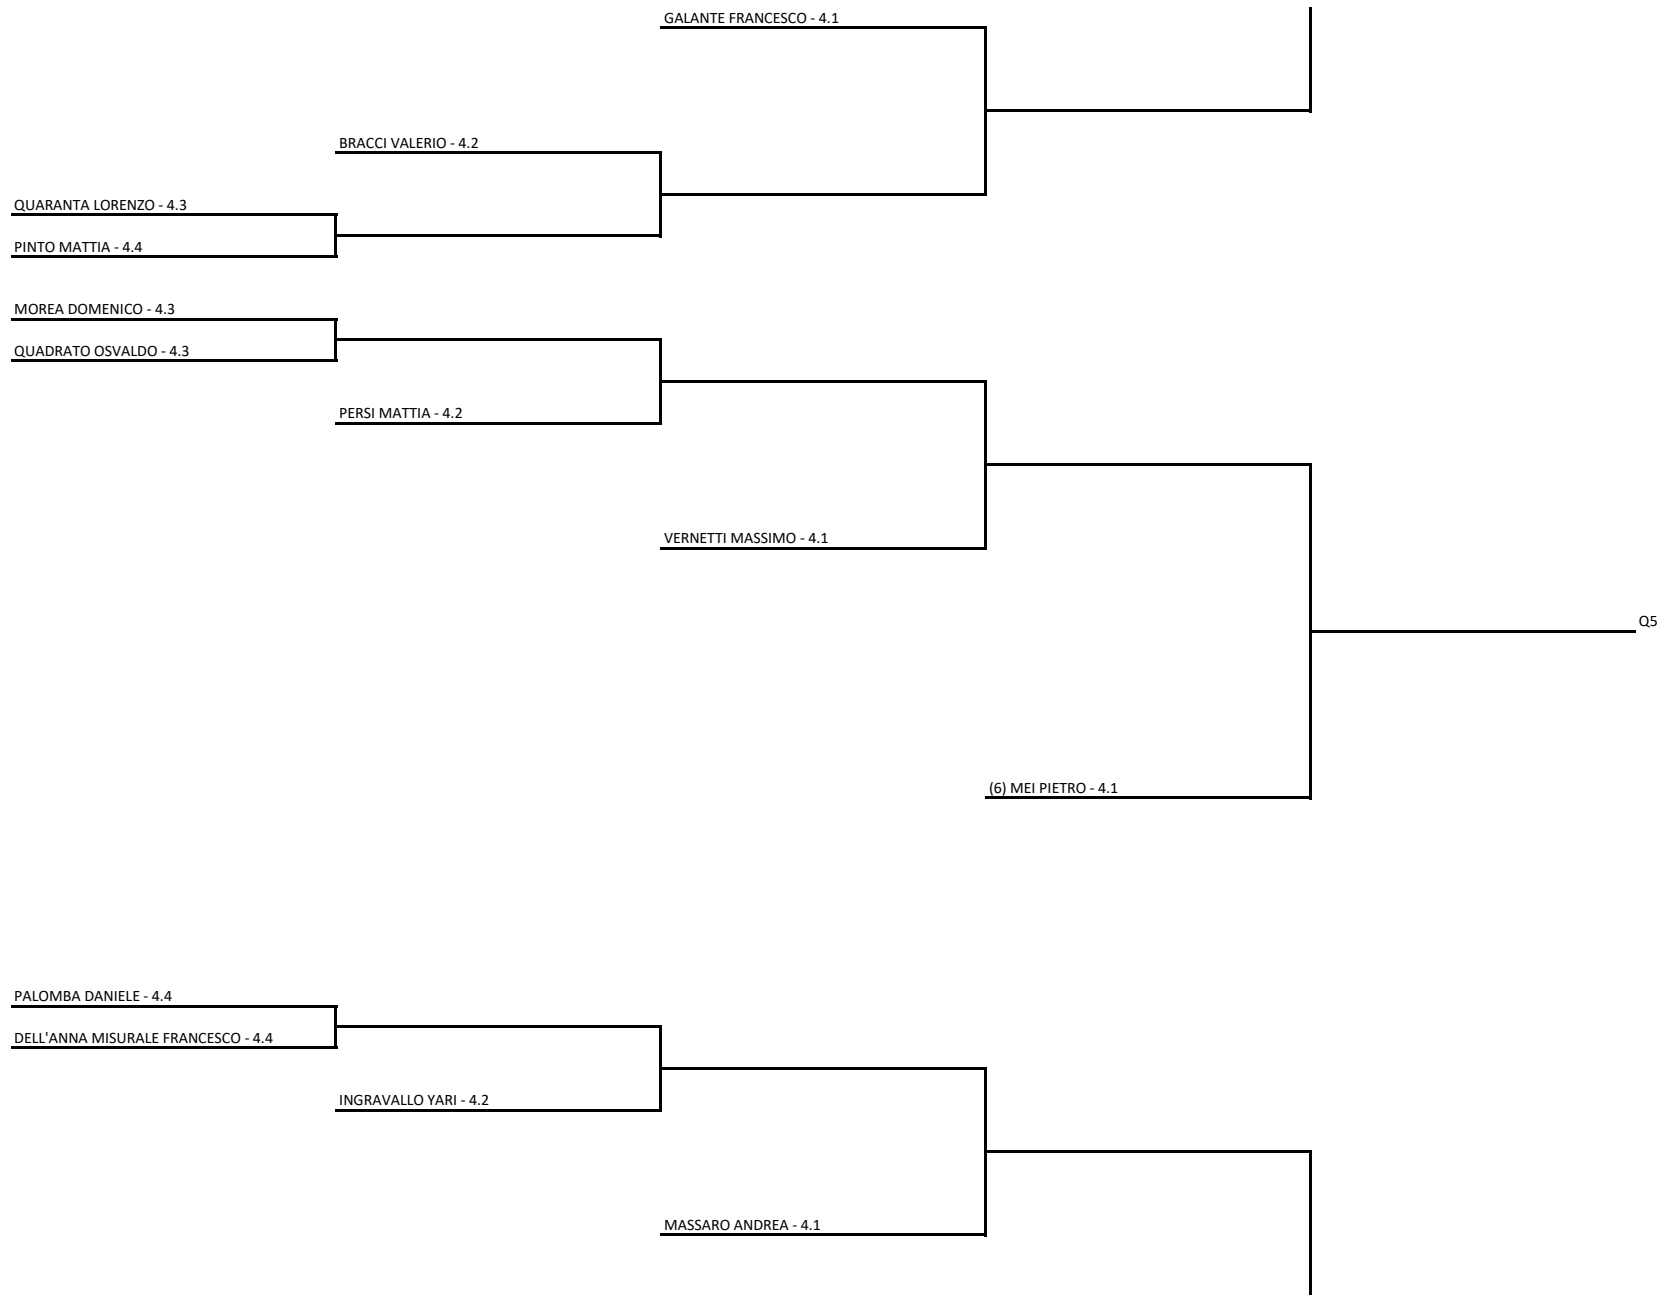 GALANTE FRANCESCO - 4.1
BRACCI VALERIO - 4.2
QUARANTA LORENZO - 4.3
PINTO MATTIA - 4.4
MOREA DOMENICO - 4.3
QUADRATO OSVALDO - 4.3
PERSI MATTIA - 4.2
VERNETTI MASSIMO - 4.1
Q5
(6) MEI PIETRO - 4.1
PALOMBA DANIELE - 4.4
DELL'ANNA MISURALE FRANCESCO - 4.4
INGRAVALLO YARI - 4.2
MASSARO ANDREA - 4.1